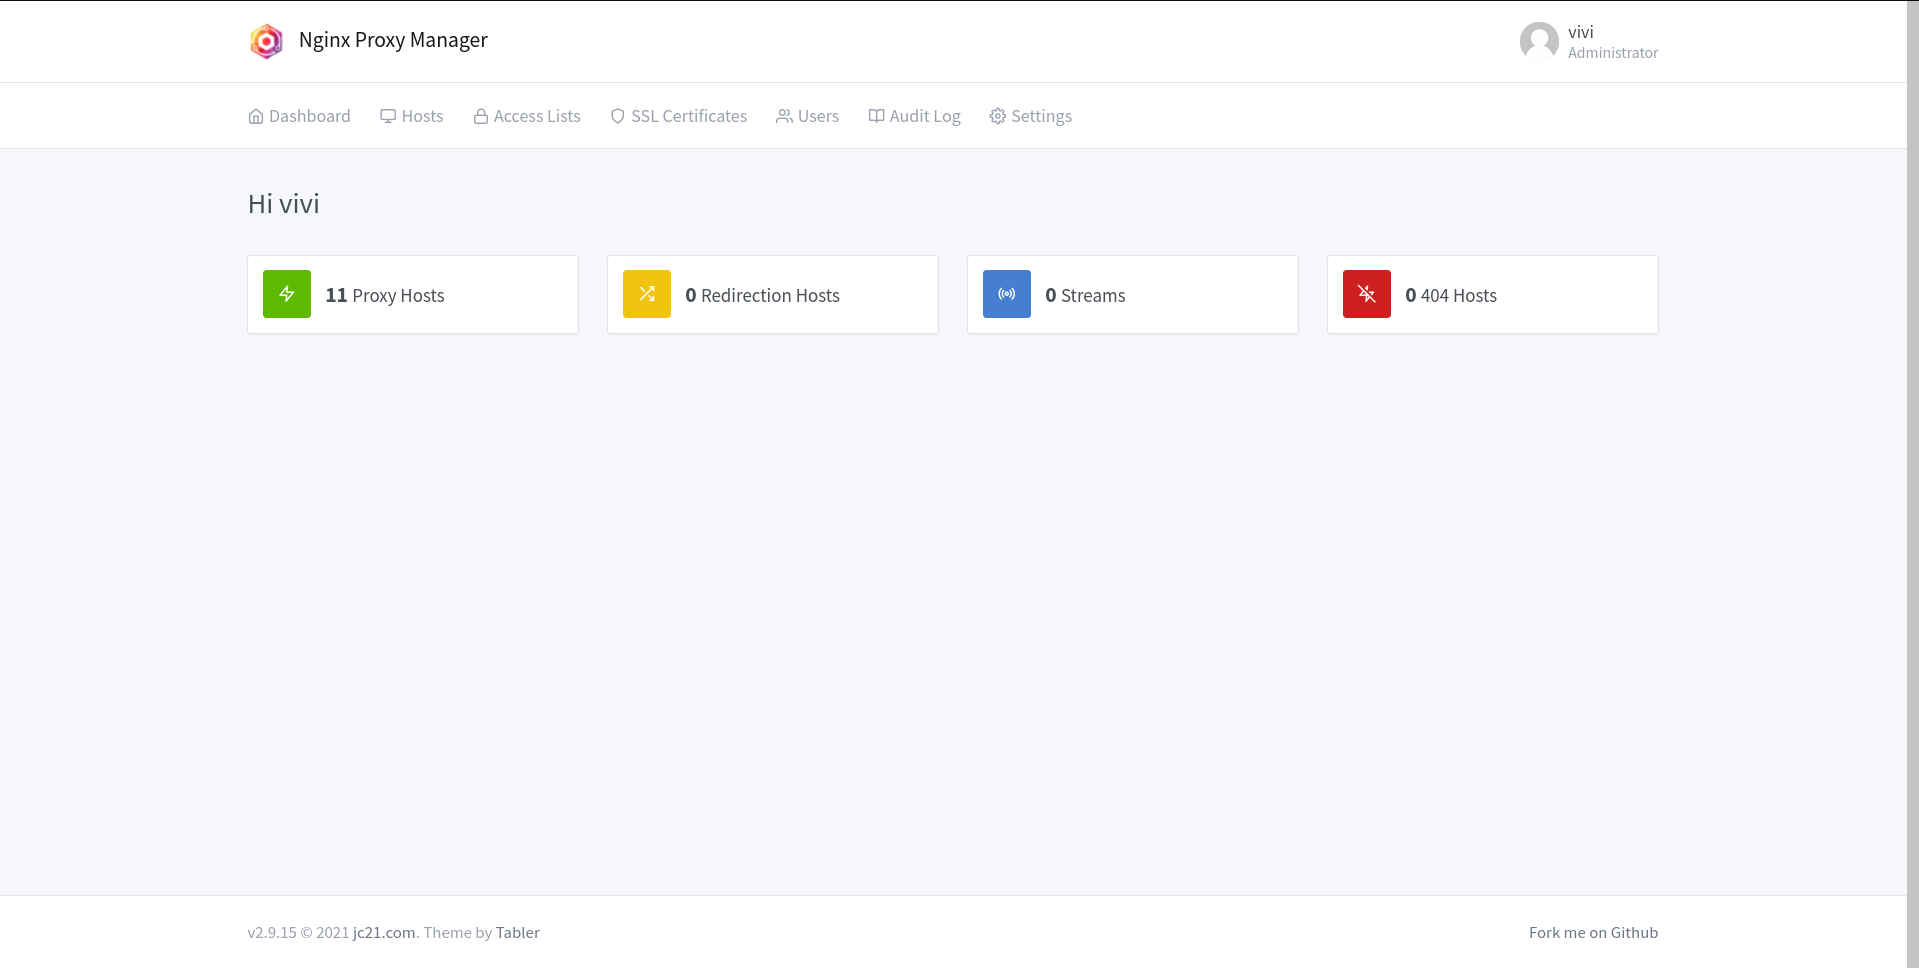 Nginx Proxy Manager
vivi
Administrator
Dashboard Hosts Access Lists SSL Certificates Users Audit Log Settings
Hi vivi
11 Proxy Hosts
0 Redirection Hosts
0 Streams
0 404 Hosts
v2.9.15 © 2021 jc21.com. Theme by Tabler
Fork me on Github